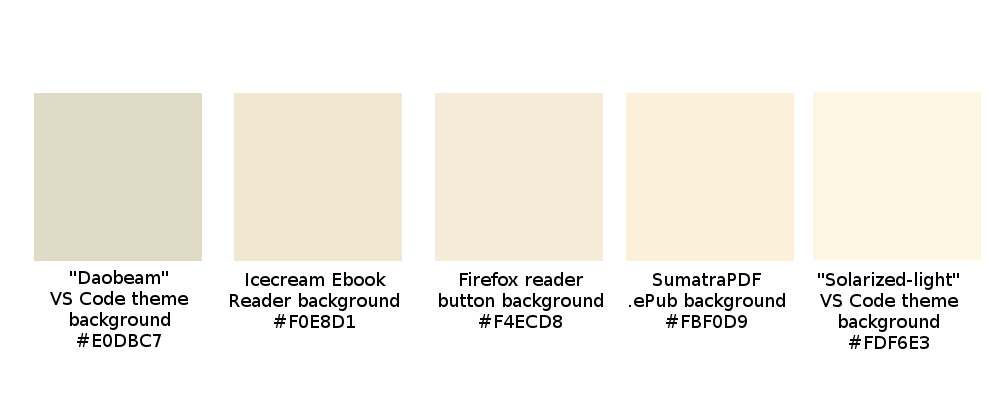 "Daobeam"
VS Code theme
background
#E0DBC7
Icecream Ebook
Reader background
#F0E8D1
Firefox reader
button background
#F4ECD8
SumatraPDF
.ePub background
#FBF0D9
"Solarized-light"
VS Code theme
background
#FDF6E3